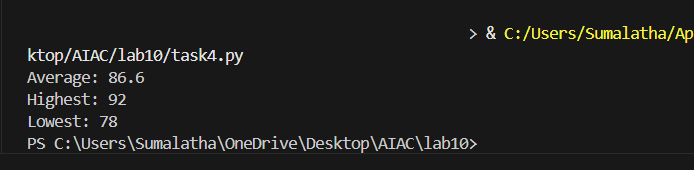 > & C:/Users/Sumalatha/Ap
ktop/AIAC/lab10/task4.py
Average: 86.6
Highest: 92
Lowest: 78
PS C:\Users\Sumalatha\OneDrive\Desktop\AIAC\lab10>